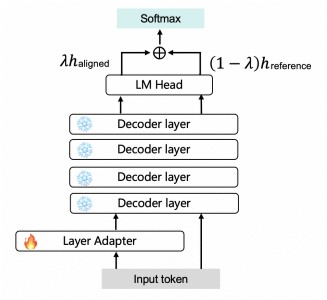 Softmax
λh_aligned
(1 − λ)h_reference
LM Head
Decoder layer
Decoder layer
Decoder layer
Decoder layer
Layer Adapter
Input token